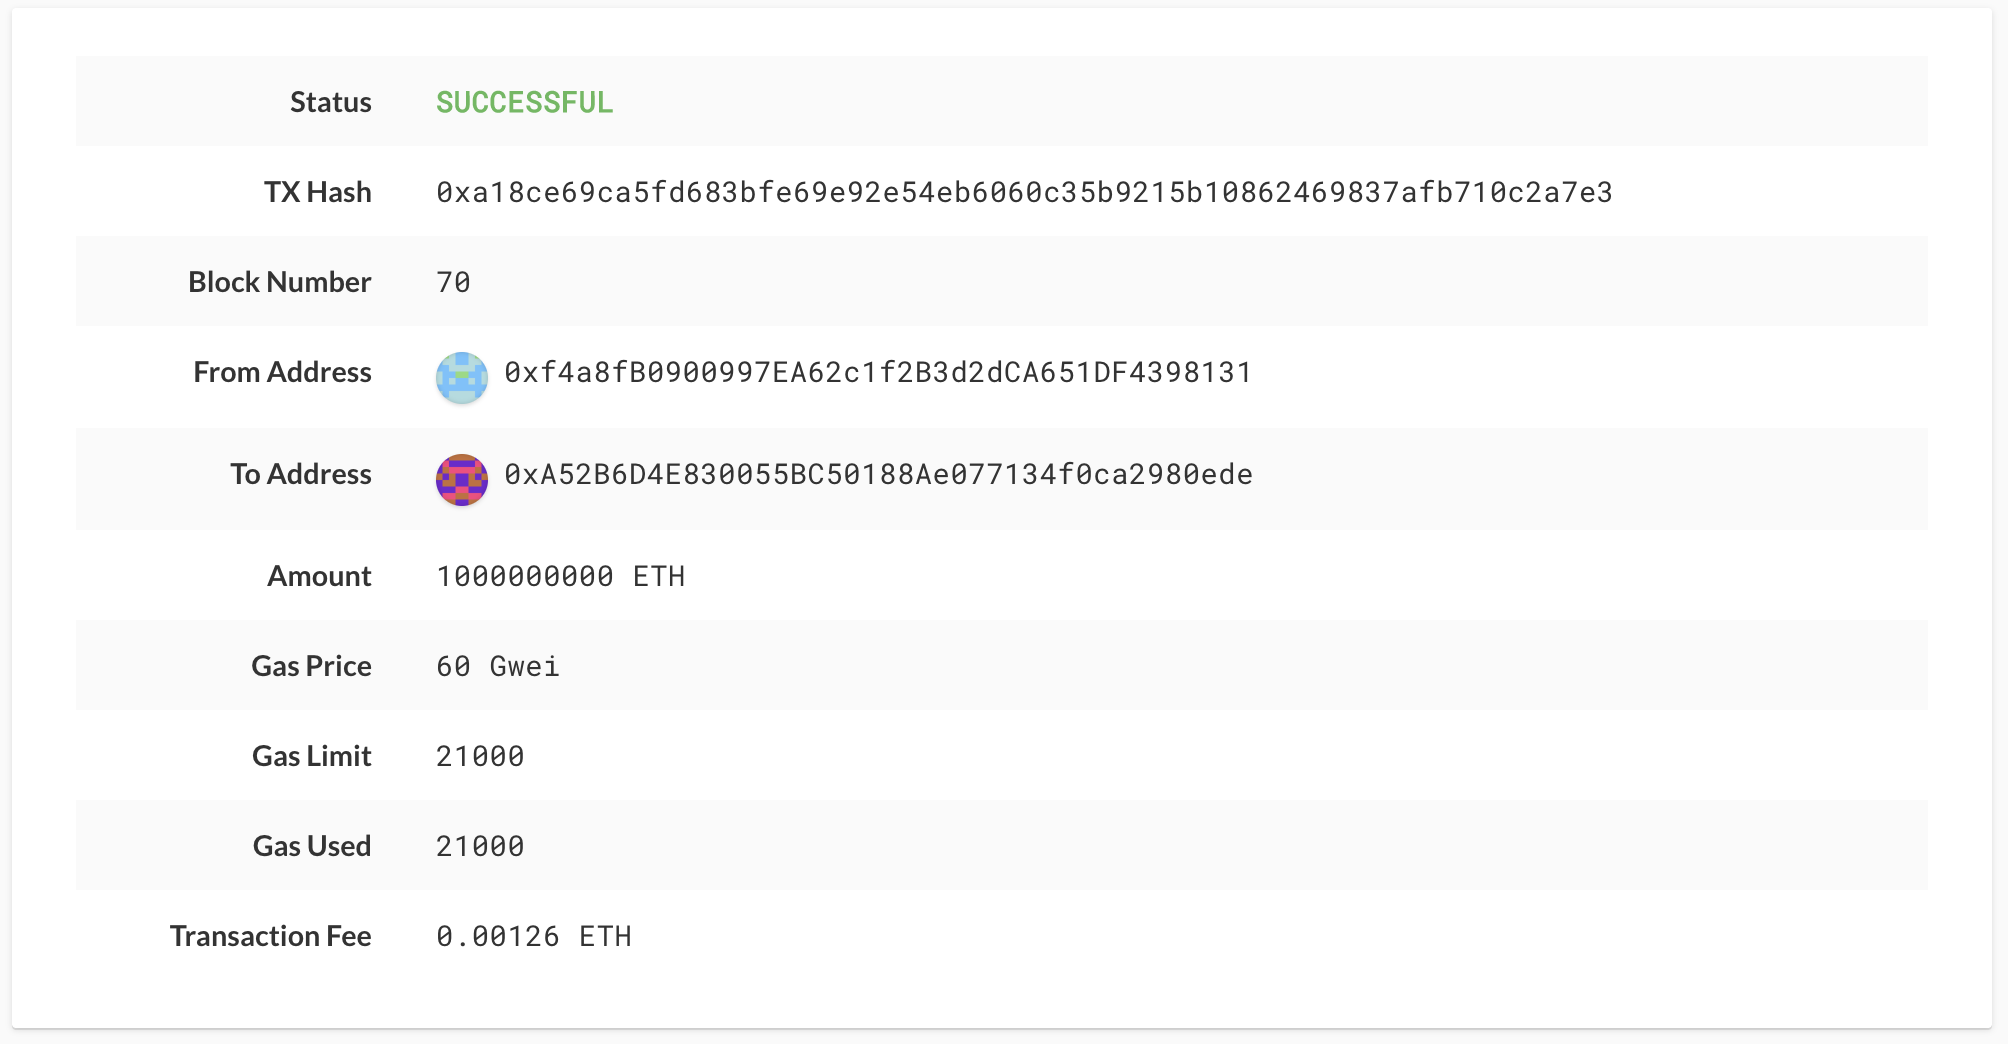 Status SUCCESSFUL
TX Hash 0xa18ce69ca5fd683bfe69e92e54eb6060c35b9215b10862469837afb710c2a7e3
Block Number 70
From Address 0xf4a8fB0900997EA62c1f2B3d2dCA651DF4398131
To Address 0xA52B6D4E830055BC50188Ae077134f0ca2980ede
Amount 1000000000 ETH
Gas Price 60 Gwei
Gas Limit 21000
Gas Used 21000
Transaction Fee 0.00126 ETH